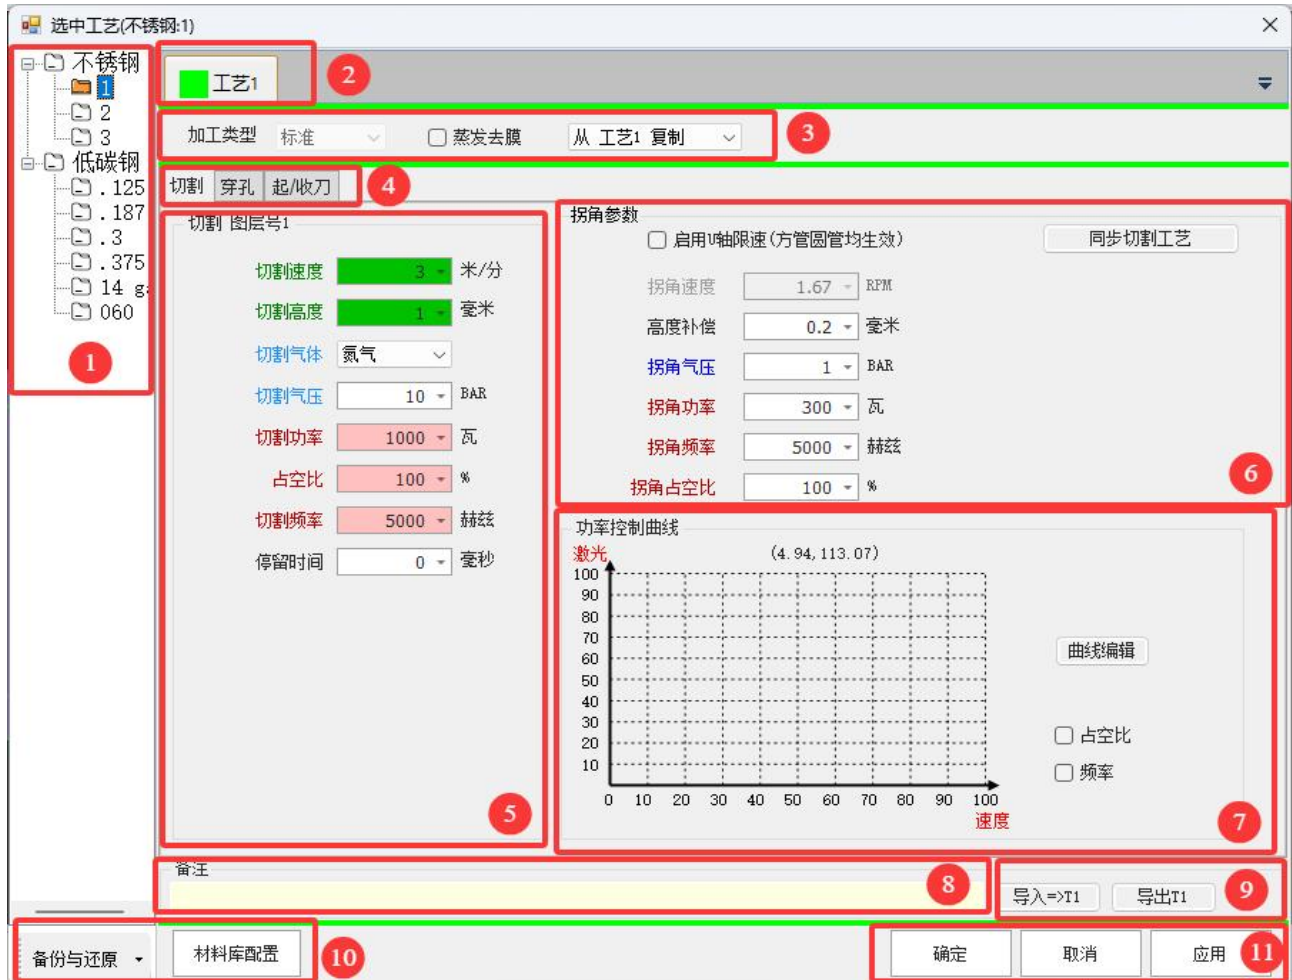 选中工艺(不锈钢:1)
不锈钢
1
2
3
低碳钢
.125
.187
.3
.375
14 ga
060
1
工艺1
2
加工类型 标准 蒸发去膜 从 工艺1 复制
3
切割 穿孔 起/收刀
4
切割 图层号1
切割速度 3 米/分
切割高度 1 毫米
切割气体 氮气
切割气压 10 BAR
切割功率 1000 瓦
占空比 100 %
切割频率 5000 赫兹
停留时间 0 毫秒
5
拐角参数
启用U轴限速(方管圆管均生效) 同步切割工艺
拐角速度 1.67 RPM
高度补偿 0.2 毫米
拐角气压 1 BAR
拐角功率 300 瓦
拐角频率 5000 赫兹
拐角占空比 100 %
6
功率控制曲线
激光 (4.94,113.07)
100
90
80
70
60
50
40
30
20
10
0 10 20 30 40 50 60 70 80 90 100
速度
曲线编辑
占空比
频率
7
备注
8
导入=>T1 导出T1
9
备份与还原 材料库配置
10
确定 取消 应用
11